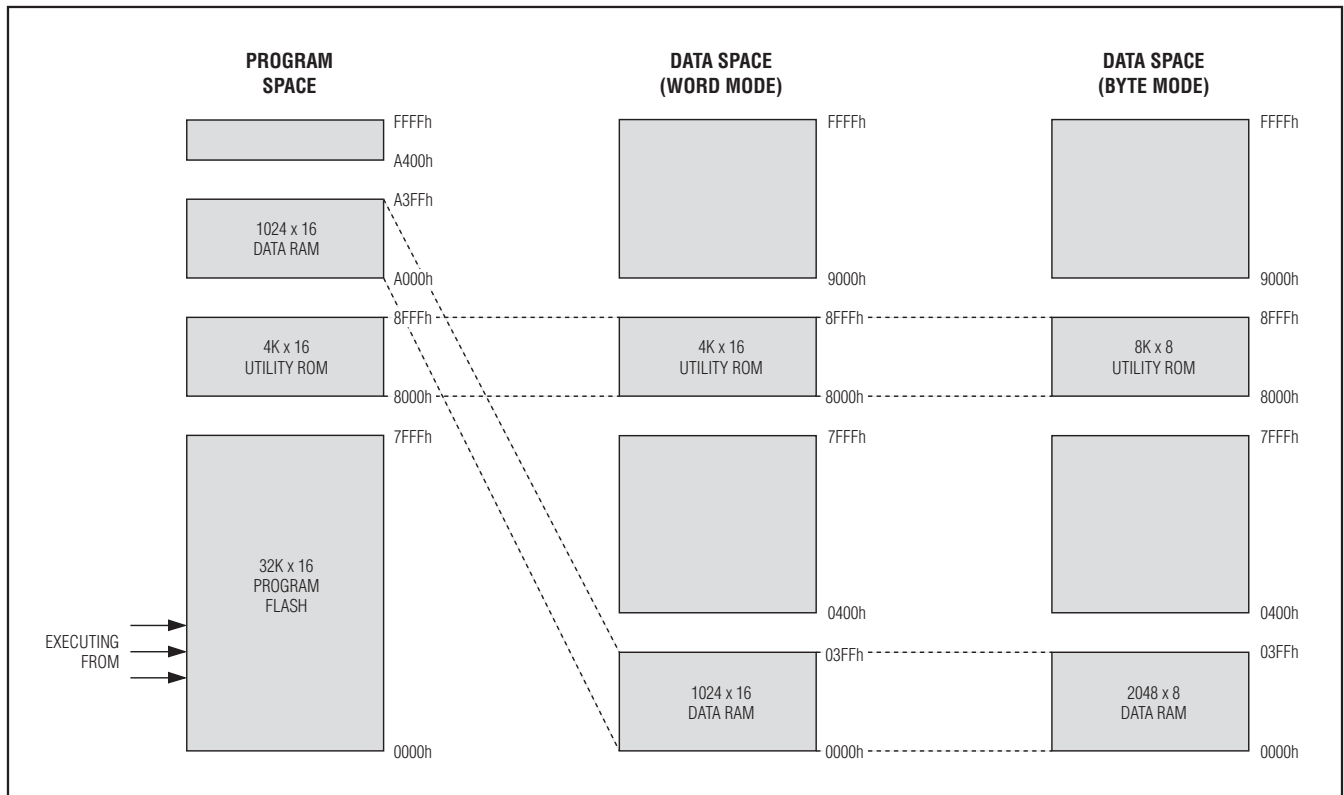 PROGRAM
SPACE
FFFFh
A400h
A3FFh
1024 x 16
DATA RAM
A000h
8FFFh
4K x 16
UTILITY ROM
8000h
7FFFh
32K x 16
PROGRAM
FLASH
EXECUTING
FROM
0000h
DATA SPACE
(WORD MODE)
FFFFh
9000h
8FFFh
4K x 16
UTILITY ROM
8000h
7FFFh
0400h
03FFh
1024 x 16
DATA RAM
0000h
DATA SPACE
(BYTE MODE)
FFFFh
9000h
8FFFh
8K x 8
UTILITY ROM
8000h
7FFFh
0400h
03FFh
2048 x 8
DATA RAM
0000h